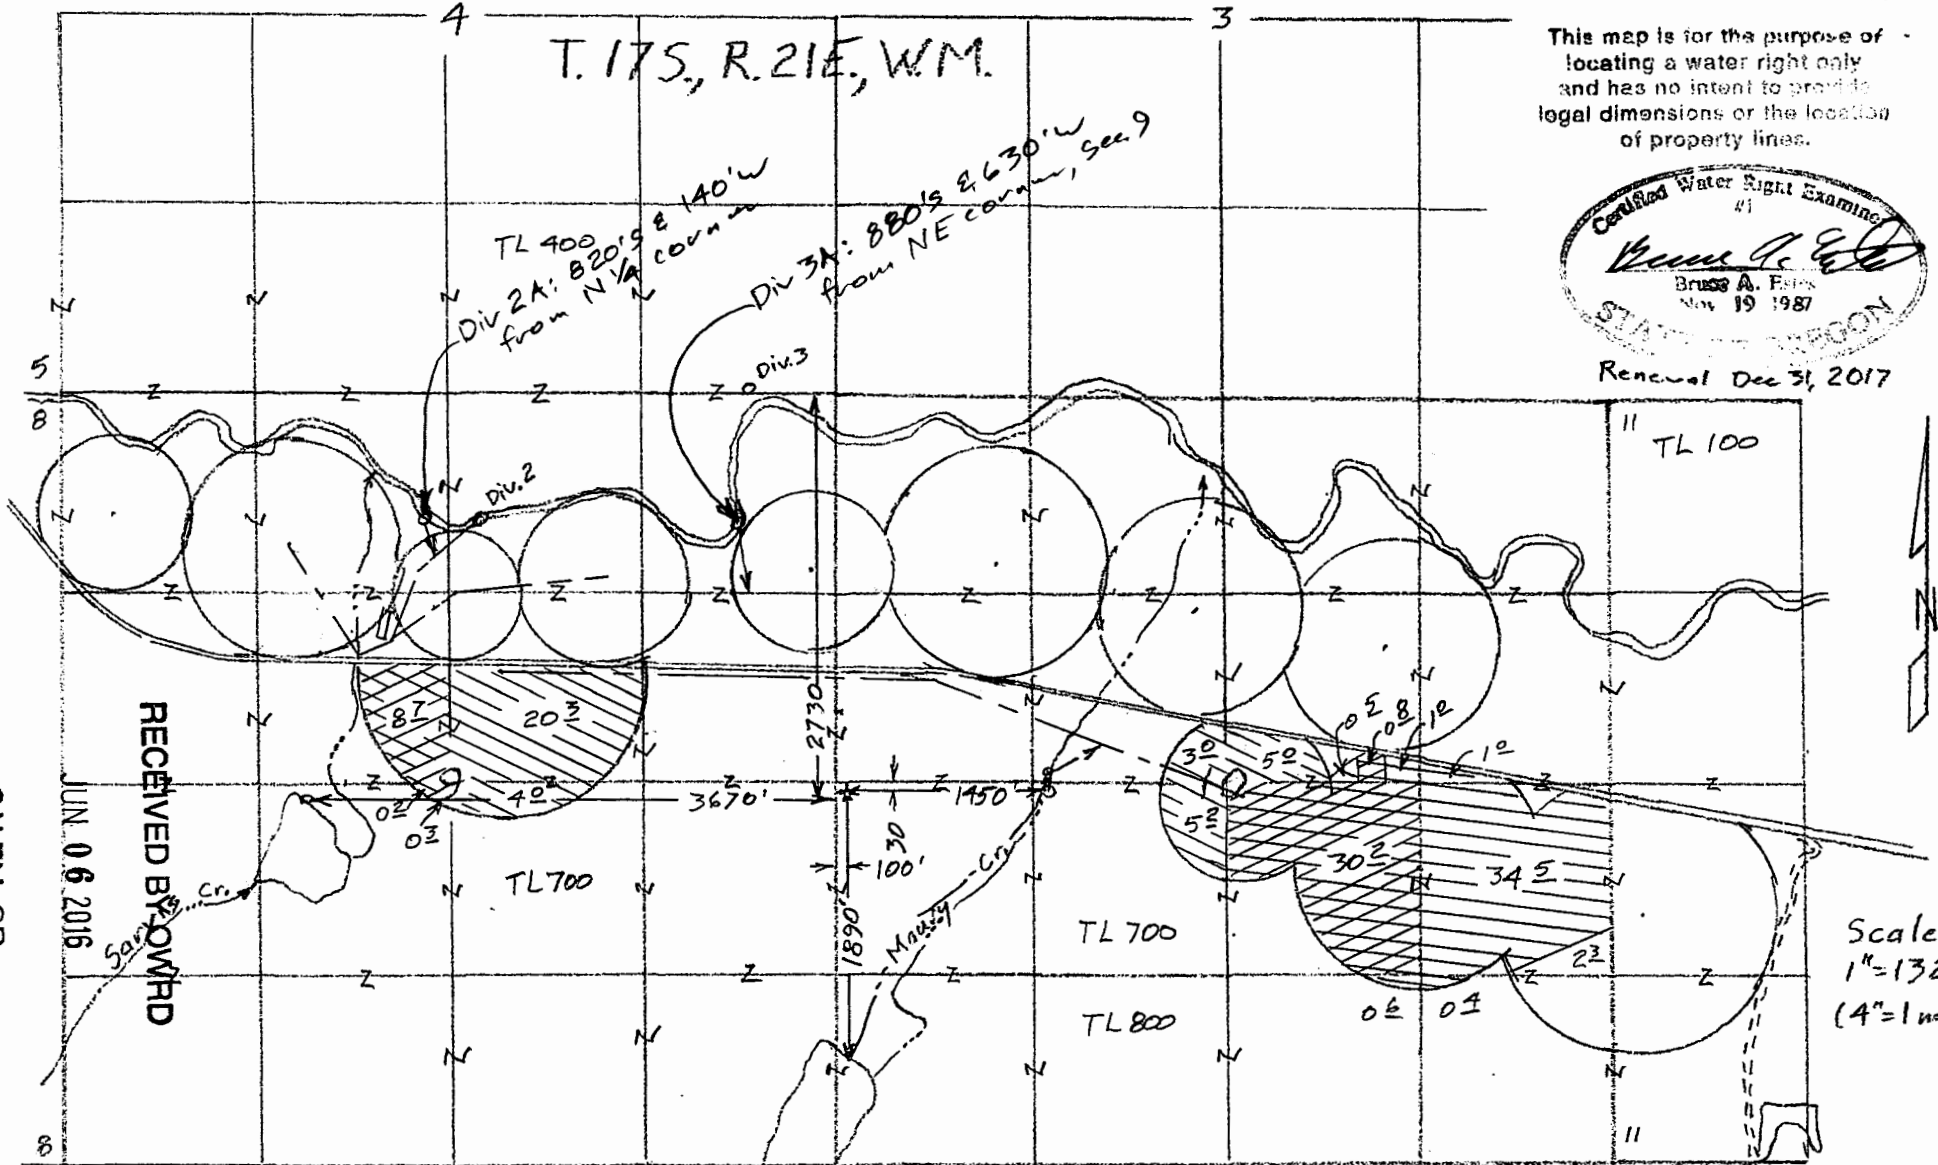 4
3
T. 17S., R. 21E., W.M.
This map is for the purpose of
locating a water right only
and has no intent to provide
legal dimensions or the location
of property lines.
Certified Water Right Examiner
#1
Bruce A.
Nov 19 1987
STATE OF OREGON
Renewal Dec 31, 2017
TL 400
Div 2A: 820's & 140'w
from N 1/4 corner
Div 3A: 880's & 630'w
from NE corner, Sec. 9
Div.3
Div.2
5
8
11
TL 100
N
8 7
20 3
0 2
0 3
4 0
2730
3670'
1450'
30
100'
1890'
3 0
5 0
5 2
0 8
1 0
30 2
34 5
2 3
0 6
0 4
TL 700
TL 700
TL 800
Cr.
Cr.
RECEIVED BY OWRD
JUN 06 2016
Scale
1"=132
(4"=1
8
11